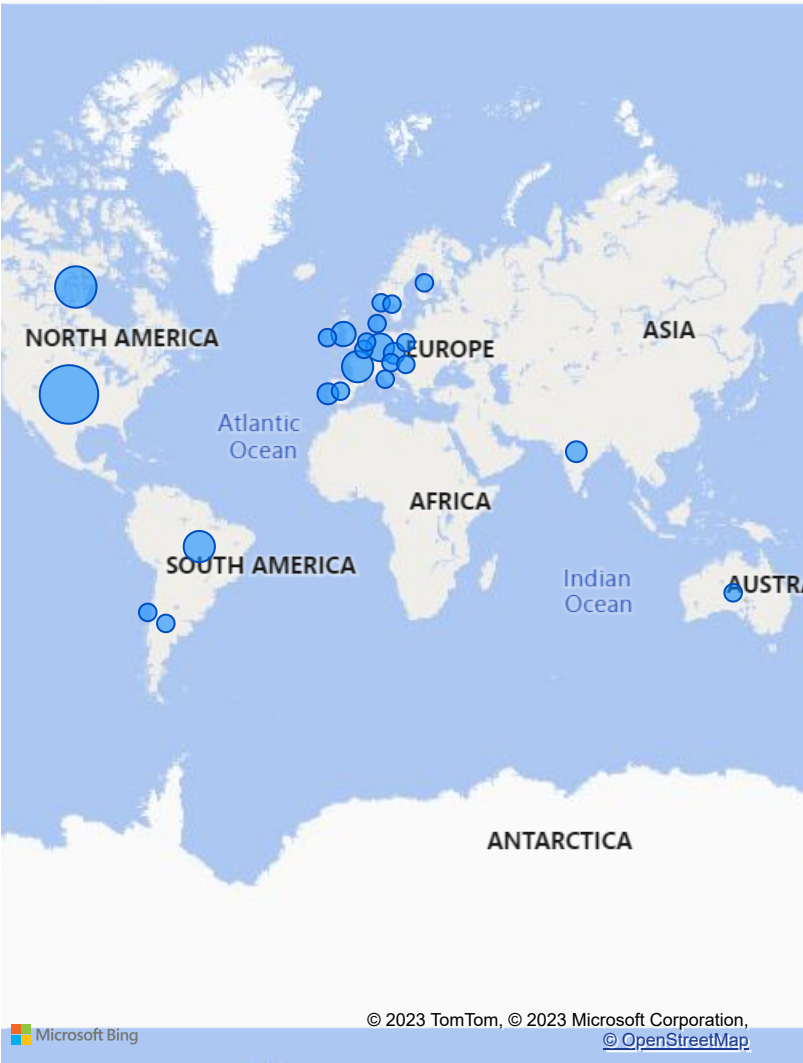 NORTH AMERICA
EUROPE
ASIA
Atlantic
Ocean
AFRICA
SOUTH AMERICA
Indian
Ocean
AUSTRA
ANTARCTICA
© 2023 TomTom, © 2023 Microsoft Corporation,
Microsoft Bing
© OpenStreetMap